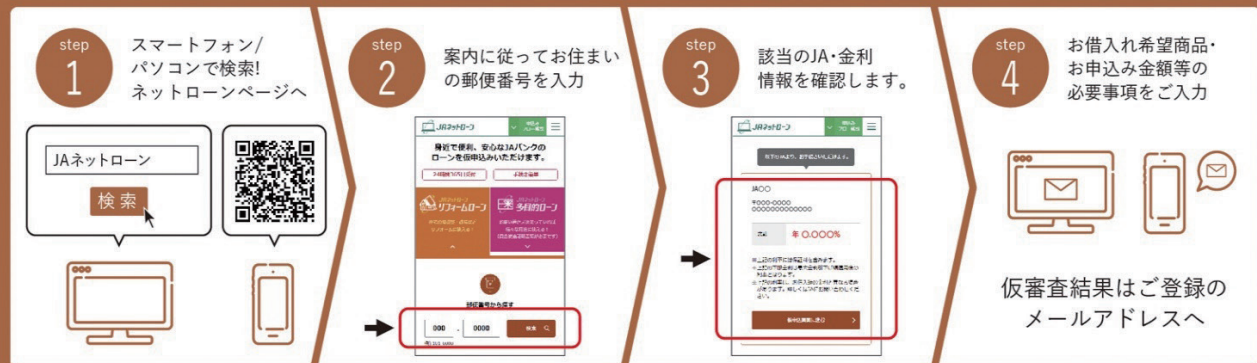 step
1
スマートフォン/
パソコンで検索!
ネットローンページへ
JAネットローン
検索
step
2
案内に従ってお住まい
の郵便番号を入力
JAネットローン
身近で便利、安心なJAバンクの
ローンを仮申込みいただけます。
リフォームローン
多目的ローン
郵便番号から探す
000 - 0000
検索
step
3
該当のJA・金利
情報を確認します。
JAネットローン
JA〇〇
〒000-0000
年 0.000%
step
4
お借入れ希望商品・
お申込み金額等の
必要事項をご入力
仮審査結果はご登録の
メールアドレスへ